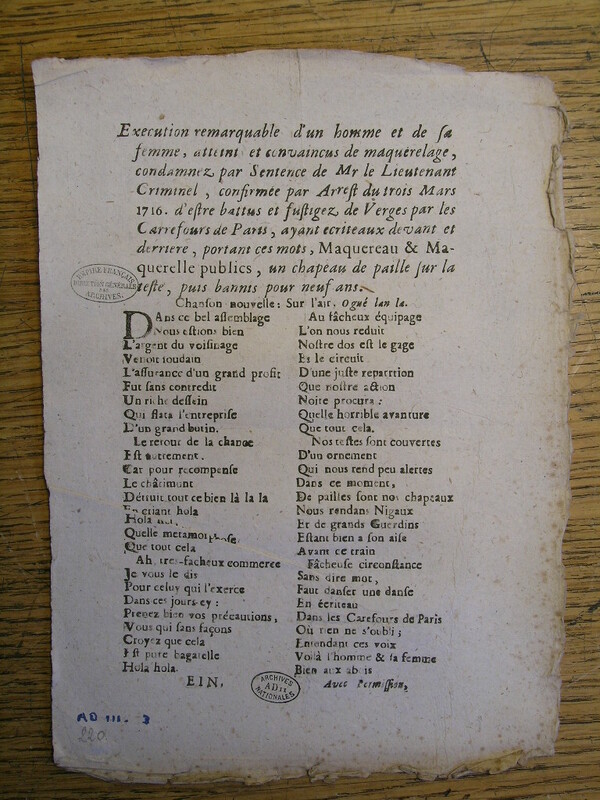 Execution remarquable d'un homme et de sa
femme, atteint et convaincus de maquerelage,
condamnez par Sentence de Mr le Lieutenant
Criminel, confirmée par Arrest du trois Mars
1716. d'estre battus et fustigez de Verges par les
Carrefours de Paris, ayant ecriteaux devant et
derriere, portant ces mots, Maquereau & Ma-
querelle publics, un chapeau de paille sur la
teste, puis bannis pour neuf ans.
EMPIRE FRANÇAIS
DIRECTION GÉNÉRALE
DES
ARCHIVES.
Chanson nouvelle: Sur l'air, Ogué lan la.
DAns ce bel assemblage
Nous estions bien
L'argent du voisinage
Venoit soudain
L'assurance d'un grand profit
Fut sans contredit
Un riche dessein
Qui flata l'entreprise
D'un grand butin.
Le retour de la chance
Est autrement.
Car pour recompense
Le châtiment
Détruit tout ce bien là la la
En criant hola
Hola
Quelle metamorphose,
Que tout cela
Ah, tres-facheux commerce
Je vous le dis
Pour celuy qui l'exerce
Dans ces jours-cy:
Prenez bien vos précautions,
Vous qui sans façons
Croyez que cela
Est pure bagatelle
Hola hola.
FIN.
Au fâcheux équipage
L'on nous reduit
Nostre dos est le gage
Es le circuit
D'une juste repartition
Que nostre action
Notre procura:
Quelle horrible avanture
Que tout cela.
Nos testes sont couvertes
D'un ornement
Qui nous rend peu alertes
Dans ce moment,
De pailles sont nos chapeaux
Nous rendans Nigaux
Et de grands Guerdins
Estant bien a son aise
Avant ce train
Fâcheuse circonstance
Sans dire mot,
Faut danser une danse
En écriteau
Dans les Carefours de Paris
Où rien ne s'oubli;
Entendant ces voix
Voilà l'homme & sa femme
Bien aux abois
Avec Permission,
ARCHIVES
NATIONALES
AD III. 3
220